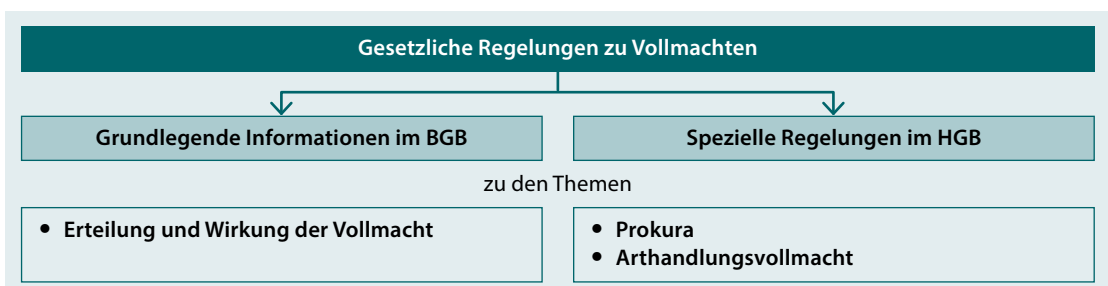 Gesetzliche Regelungen zu Vollmachten
Grundlegende Informationen im BGB
Spezielle Regelungen im HGB
zu den Themen
• Erteilung und Wirkung der Vollmacht
• Prokura
• Arthandlungsvollmacht